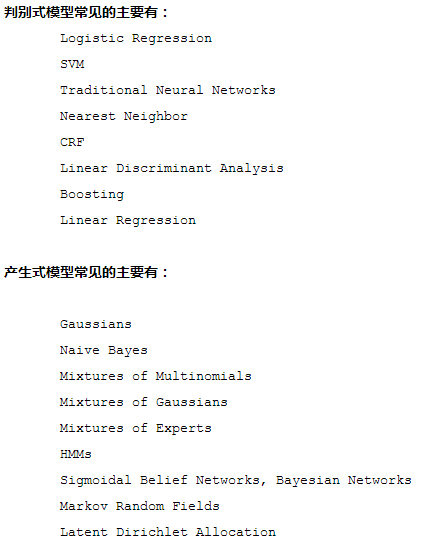 判别式模型常见的主要有：
Logistic Regression
SVM
Traditional Neural Networks
Nearest Neighbor
CRF
Linear Discriminant Analysis
Boosting
Linear Regression
产生式模型常见的主要有：
Gaussians
Naive Bayes
Mixtures of Multinomials
Mixtures of Gaussians
Mixtures of Experts
HMMs
Sigmoidal Belief Networks, Bayesian Networks
Markov Random Fields
Latent Dirichlet Allocation